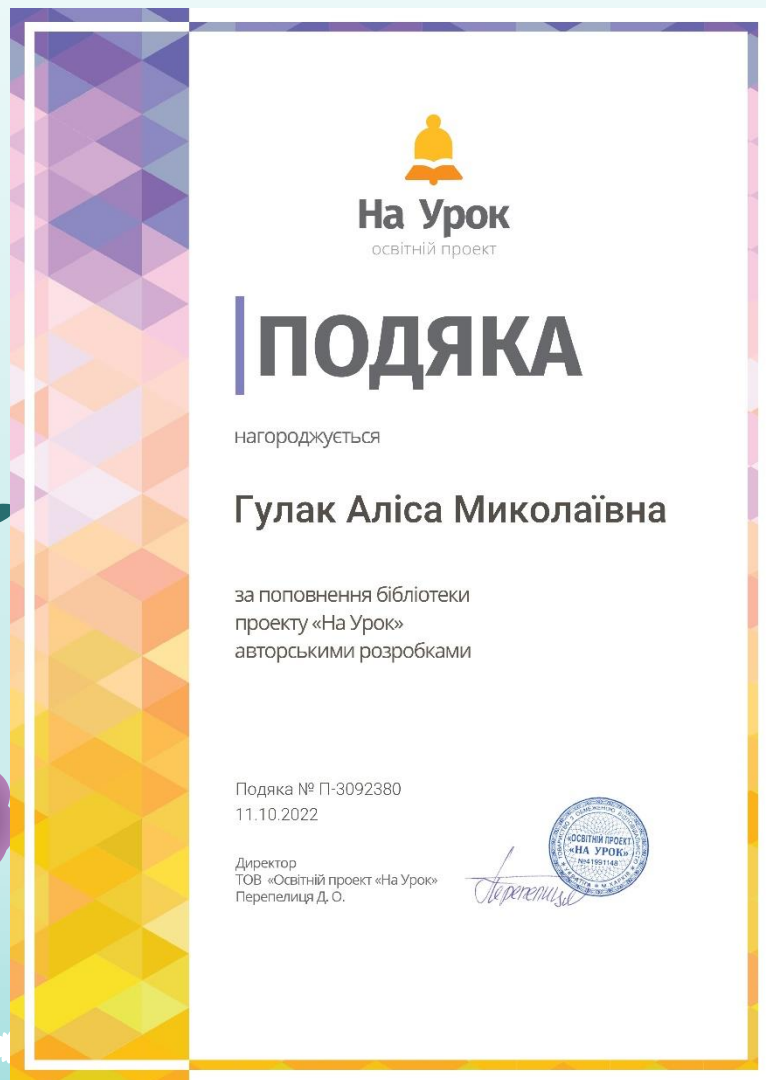 На Урок
освітній проект
ПОДЯКА
нагороджується
Гулак Аліса Миколаївна
за поповнення бібліотеки
проекту «На Урок»
авторськими розробками
Подяка № П-3092380
11.10.2022
Директор
ТОВ «Освітній проект «На Урок»
Перепелиця Д. О.
«ОСВІТНІЙ ПРОЕКТ
«НА УРОК»
№41991148